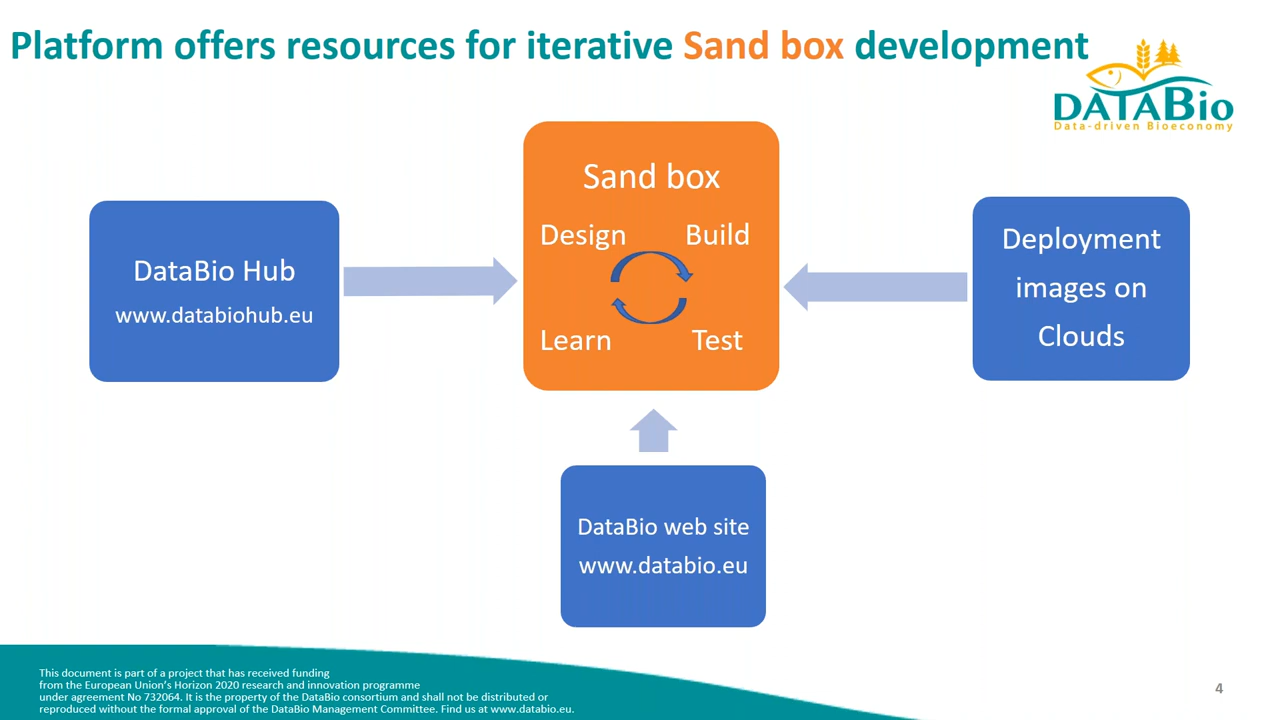 Platform offers resources for iterative Sand box development
DATABio
Data-driven Bioeconomy
Sand box
Design Build
Learn Test
DataBio Hub
www.databiohub.eu
Deployment
images on
Clouds
DataBio web site
www.databio.eu
This document is part of a project that has received funding
from the European Union's Horizon 2020 research and innovation programme
under agreement No 732064. It is the property of the DataBio consortium and shall not be distributed or
reproduced without the formal approval of the DataBio Management Committee. Find us at www.databio.eu.
4